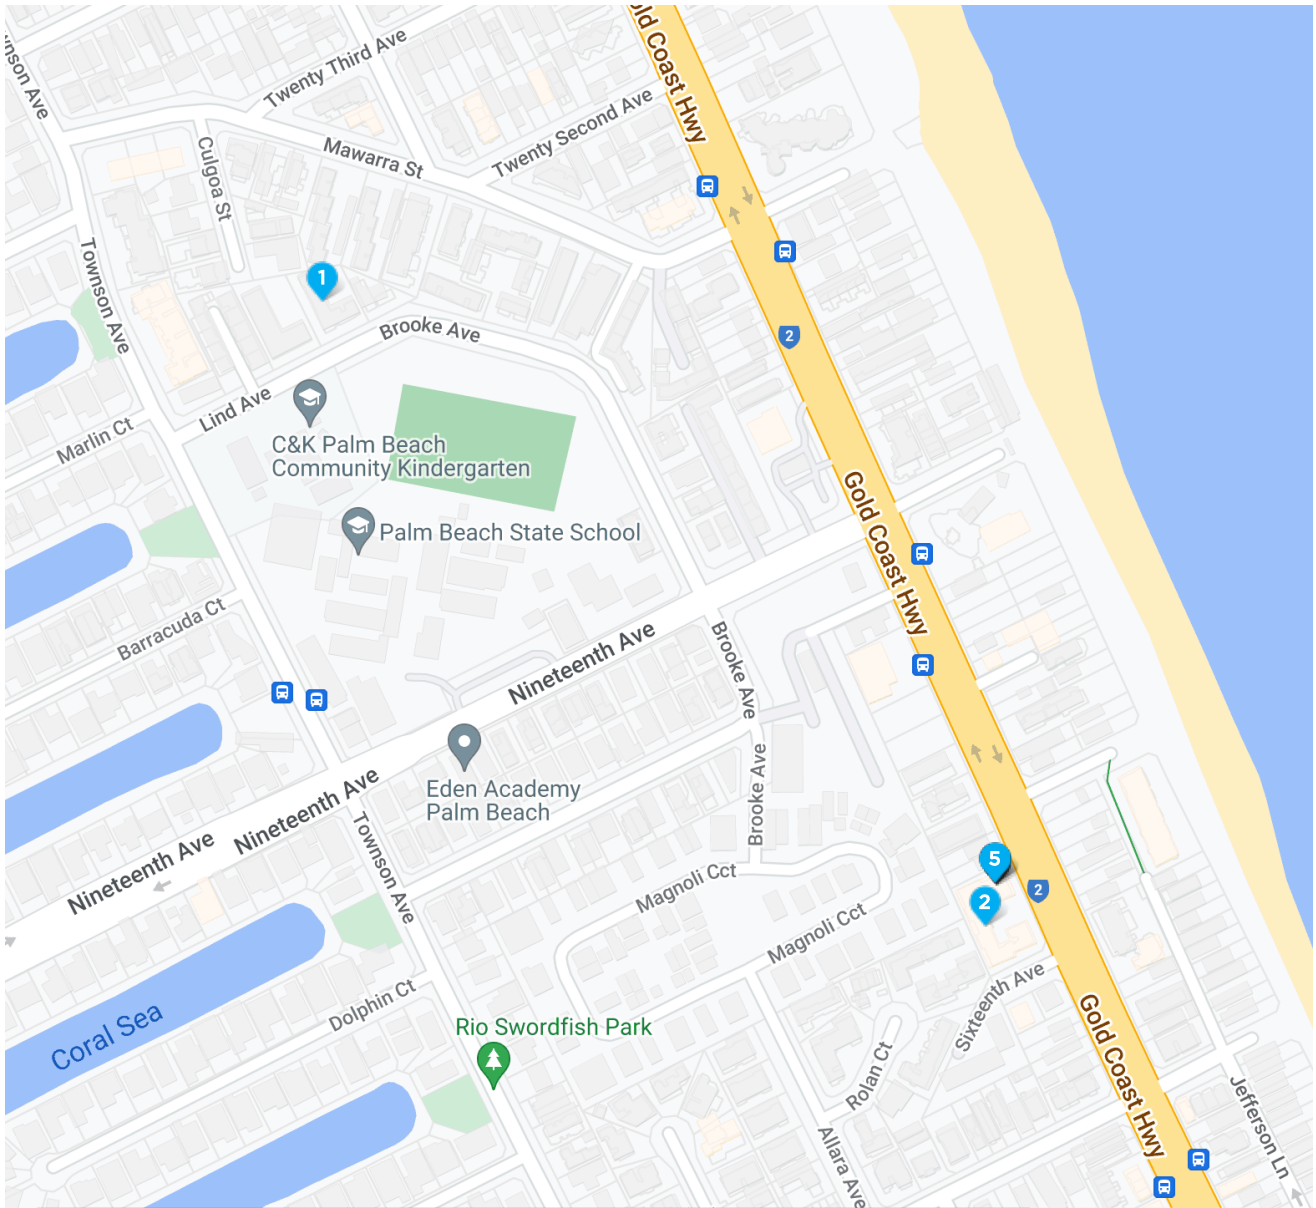 wnson Ave
Twenty Third Ave
ld Coast Hwy
Twenty Second Ave
Culgoa St
Mawarra St
Townson Ave
1
Brooke Ave
2
Lind Ave
Marlin Ct
C&K Palm Beach
Community Kindergarten
Palm Beach State School
Gold Coast Hwy
Barracuda Ct
Nineteenth Ave
Brooke Ave
Eden Academy
Palm Beach
Nineteenth Ave
Nineteenth Ave
Brooke Ave
Townson Ave
5
2
2
Magnoli Cct
Magnoli Cct
Sixteenth Ave
Dolphin Ct
Coral Sea
Rio Swordfish Park
Gold Coast Hwy
Rolan Ct
Allara Ave
Jefferson Ln